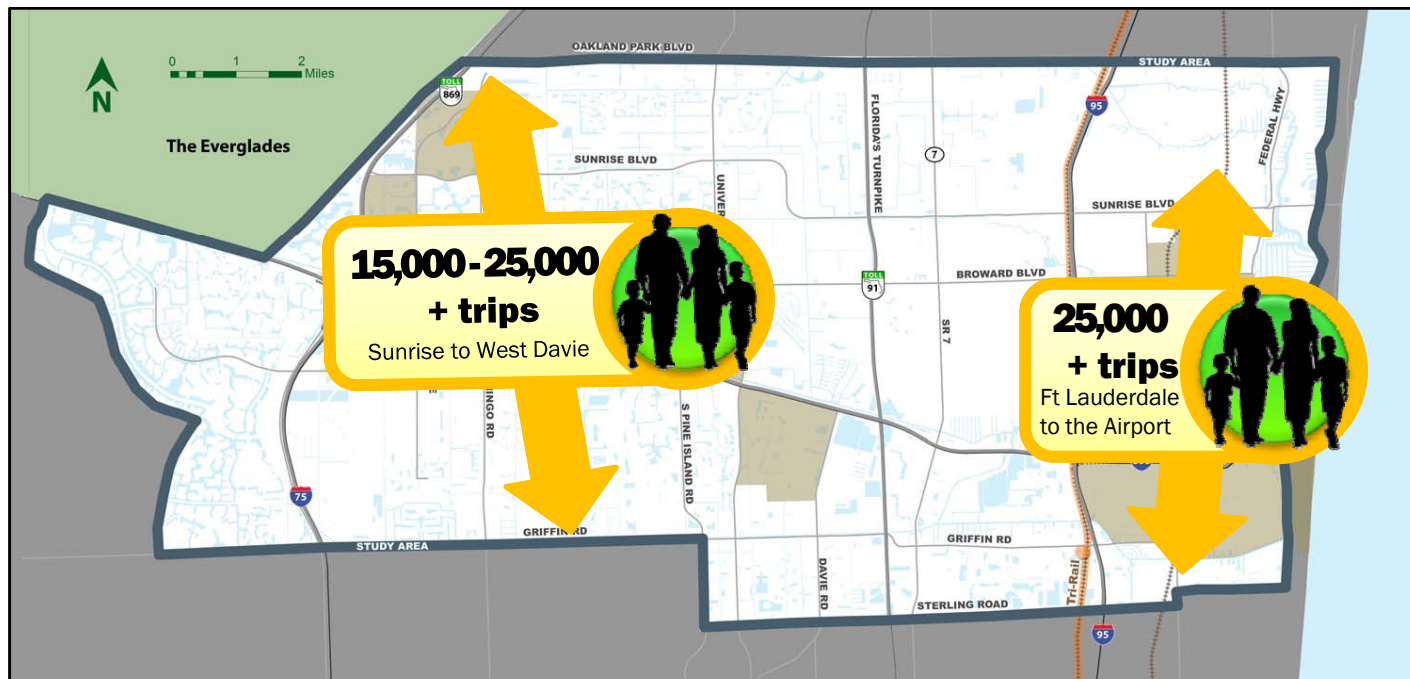 OAKLAND PARK BLVD
STUDY AREA
0 1 2
Miles
N
TOLL
869
95
The Everglades
FLORIDA'S TURNPIKE
FEDERAL HWY
7
SUNRISE BLVD
SUNRISE BLVD
15,000 - 25,000
+ trips
Sunrise to West Davie
BROWARD BLVD
TOLL
91
25,000
+ trips
Ft Lauderdale
to the Airport
SR 7
S PINE ISLAND RD
75
GRIFFIN RD
STUDY AREA
GRIFFIN RD
DAVIE RD
Tri-Rail
STERLING ROAD
95